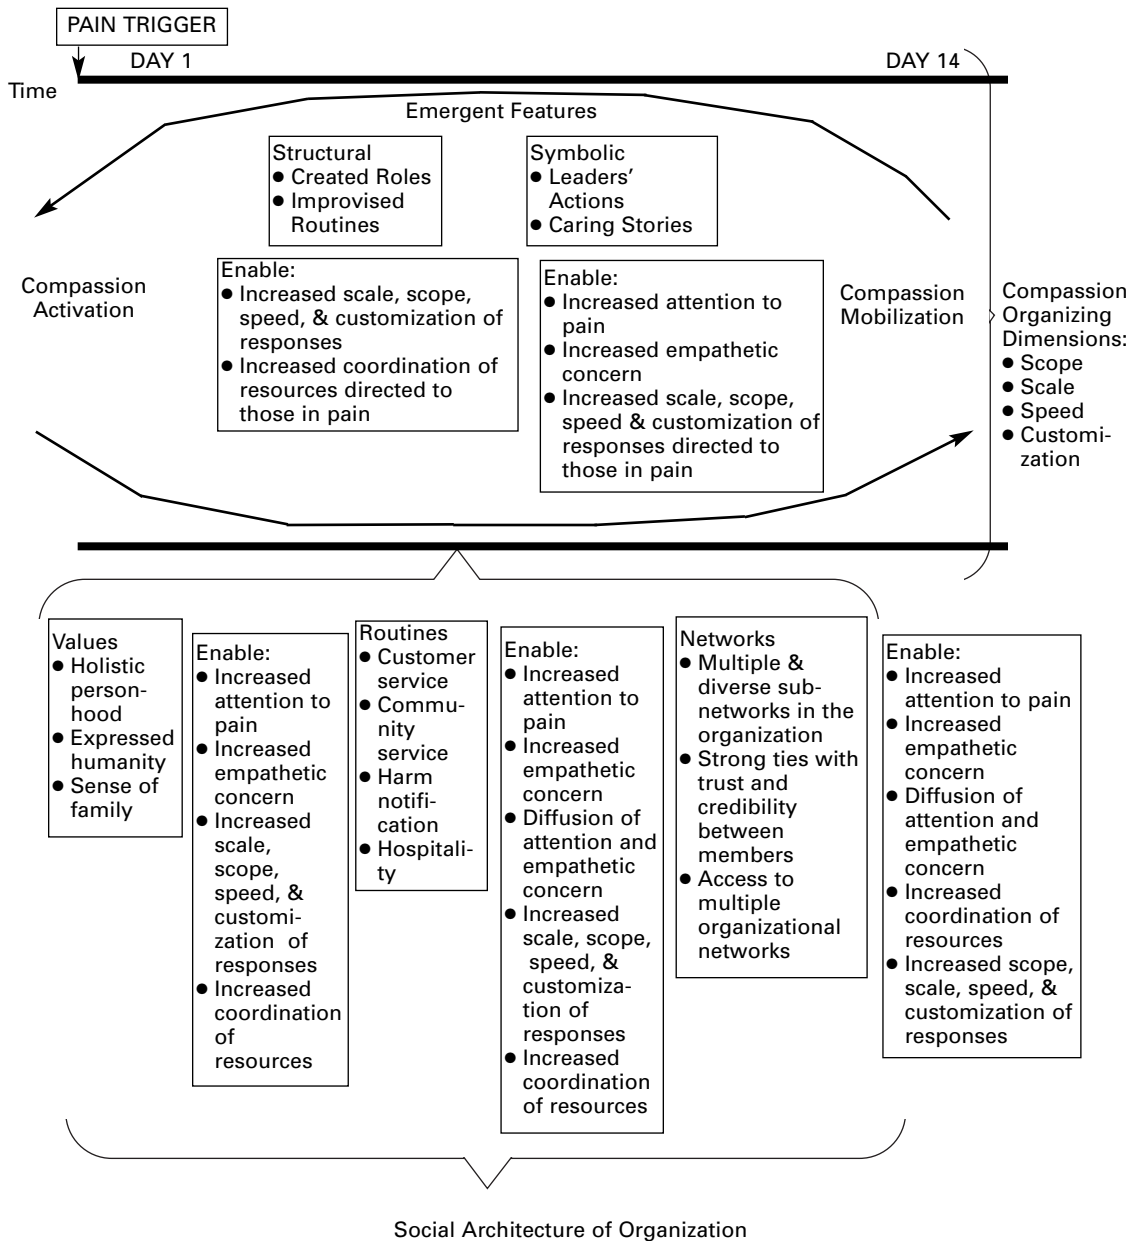 PAIN TRIGGER
DAY 1
DAY 14
Time
Emergent Features
Structural
● Created Roles
● Improvised
Routines
Symbolic
● Leaders’
Actions
● Caring Stories
Compassion
Activation
Enable:
● Increased scale, scope,
speed, & customization of
responses
● Increased coordination of
resources directed to
those in pain
Enable:
● Increased attention to
pain
● Increased empathetic
concern
● Increased scale, scope,
speed & customization of
responses directed to
those in pain
Compassion
Mobilization
Compassion
Organizing
Dimensions:
● Scope
● Scale
● Speed
● Customi-
zation
Values
● Holistic
person-
hood
● Expressed
humanity
● Sense of
family
Enable:
● Increased
attention to
pain
● Increased
empathetic
concern
● Increased
scale,
scope,
speed, &
customi-
zation of
responses
● Increased
coordination
of
resources
Routines
● Customer
service
● Commu-
nity
service
● Harm
notifi-
cation
● Hospitali-
ty
Enable:
● Increased
attention to
pain
● Increased
empathetic
concern
● Diffusion of
attention and
empathetic
concern
● Increased
scale, scope,
speed, &
customiza-
tion of
responses
● Increased
coordination
of resources
Networks
● Multiple &
diverse sub-
networks in the
organization
● Strong ties with
trust and
credibility
between
members
● Access to
multiple
organizational
networks
Enable:
● Increased
attention to pain
● Increased
empathetic
concern
● Diffusion of
attention and
empathetic
concern
● Increased
coordination of
resources
● Increased scope,
scale, speed, &
customization of
responses
Social Architecture of Organization